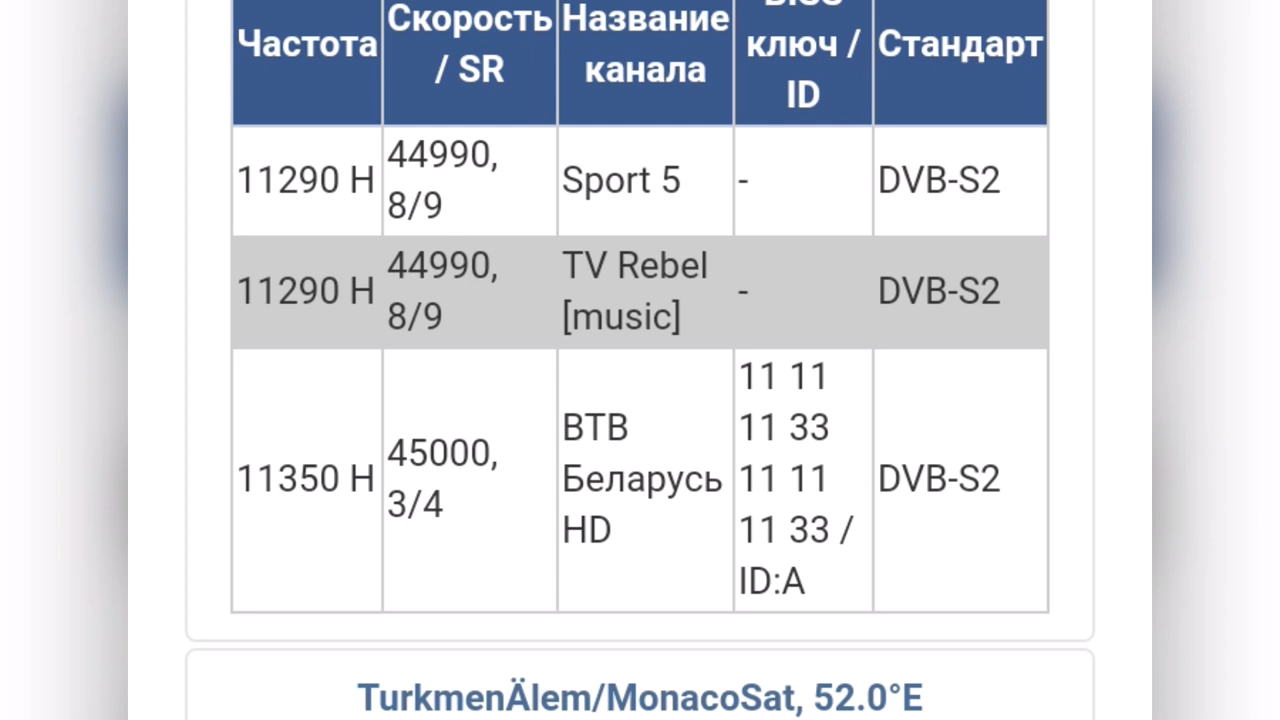 Частота
Скорость
/ SR
Название
канала
ключ /
ID
Стандарт
11290 H
44990,
8/9
Sport 5
-
DVB-S2
11290 H
44990,
8/9
TV Rebel
[music]
-
DVB-S2
11350 H
45000,
3/4
ВТВ
Беларусь
HD
11 11
11 33
11 11
11 33 /
ID:A
DVB-S2
TurkmenÄlem/MonacoSat, 52.0°E